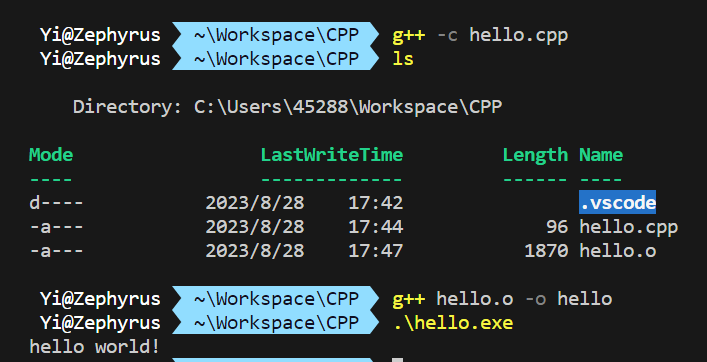 Yi@Zephyrus ~\Workspace\CPP g++ -c hello.cpp
Yi@Zephyrus ~\Workspace\CPP ls
Directory: C:\Users\45288\Workspace\CPP
Mode LastWriteTime Length Name
---- ------------- ------ ----
d---- 2023/8/28 17:42 .vscode
-a--- 2023/8/28 17:44 96 hello.cpp
-a--- 2023/8/28 17:47 1870 hello.o
Yi@Zephyrus ~\Workspace\CPP g++ hello.o -o hello
Yi@Zephyrus ~\Workspace\CPP .\hello.exe
hello world!